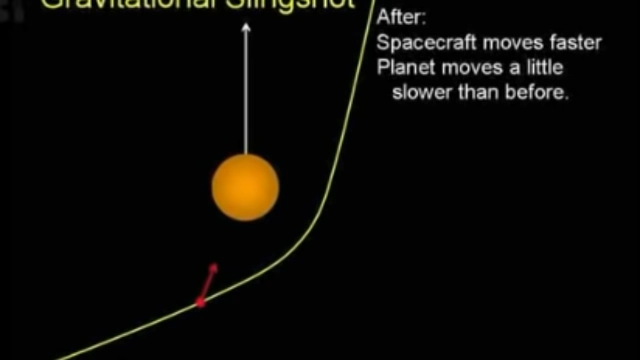 Gravitational Slingshot
After:
Spacecraft moves faster
Planet moves a little
slower than before.